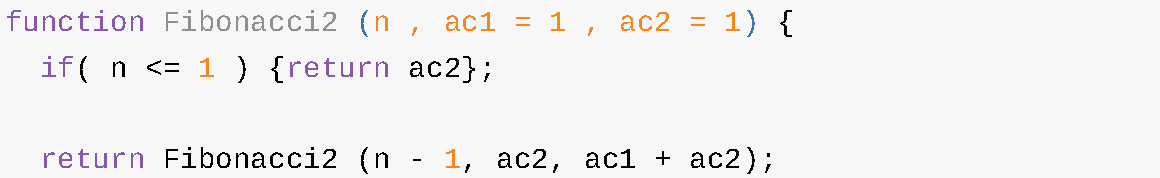 function Fibonacci2 (n , ac1 = 1 , ac2 = 1) {
if( n <= 1 ) {return ac2};
return Fibonacci2 (n - 1, ac2, ac1 + ac2);